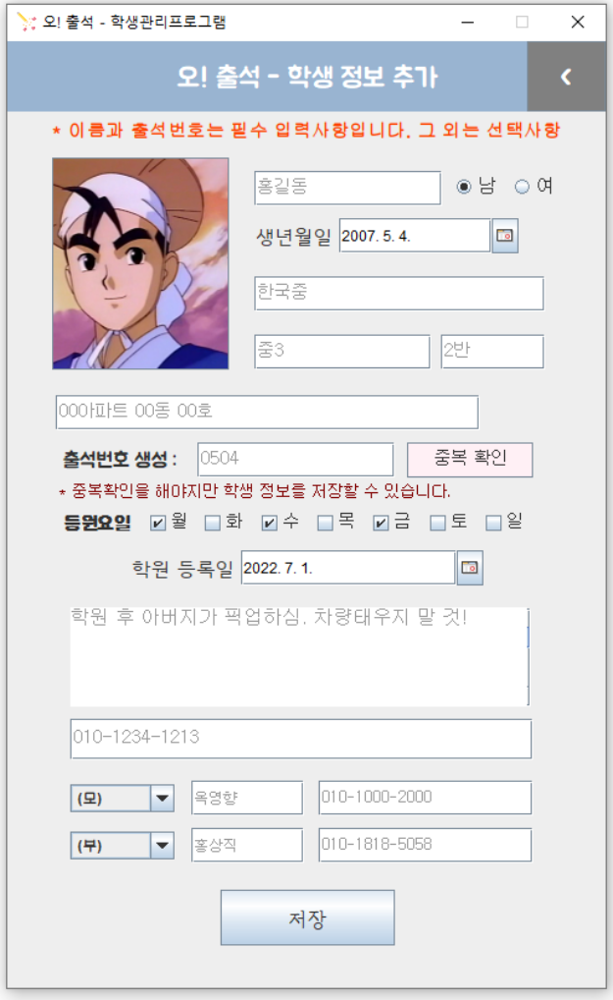 오! 출석 - 학생관리프로그램
오! 출석 - 학생 정보 추가
* 이름과 출석번호는 필수 입력사항입니다. 그 외는 선택사항
홍길동 남 여
생년월일 2007. 5. 4.
한국중
중3 2반
000아파트 00동 00호
출석번호 생성 : 0504 중복 확인
* 중복확인을 해야지만 학생 정보를 저장할 수 있습니다.
등원요일 월 화 수 목 금 토 일
학원 등록일 2022. 7. 1.
학원 후 아버지가 픽업하심. 차량태우지 말 것!
010-1234-1213
(모) 옥영향 010-1000-2000
(부) 홍상직 010-1818-5058
저장